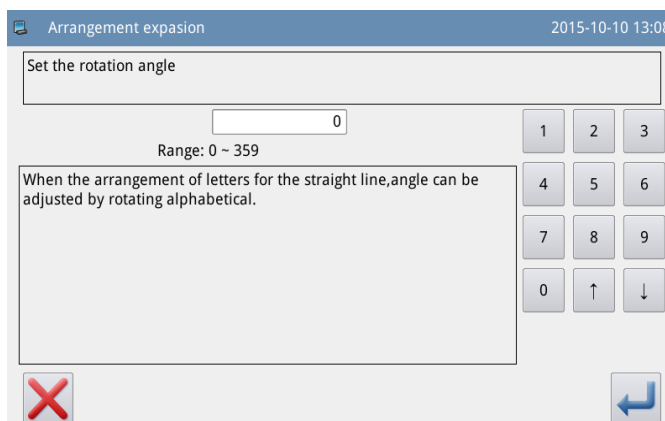 Arrangement expasion 2015-10-10 13:08
Set the rotation angle
0
Range: 0 ~ 359
When the arrangement of letters for the straight line,angle can be
adjusted by rotating alphabetical.
1 2 3
4 5 6
7 8 9
0 ↑ ↓